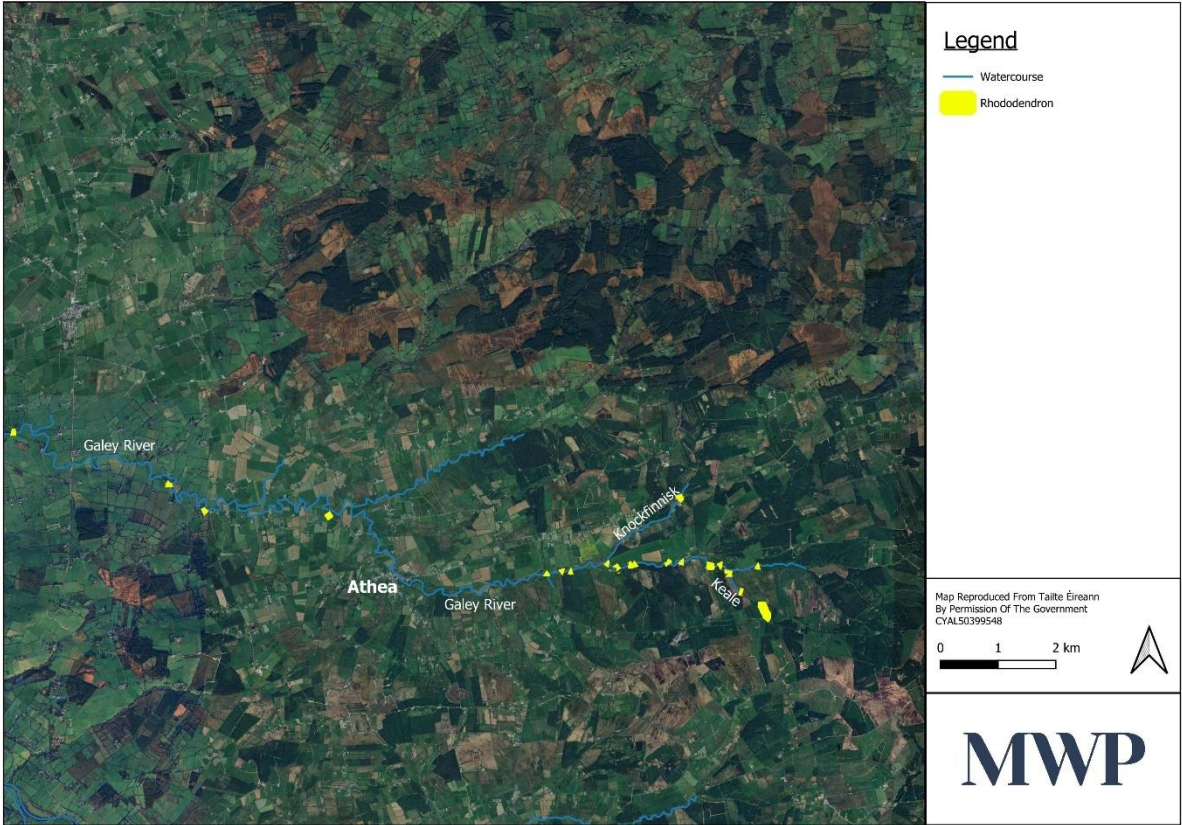 Legend
Watercourse
Rhododendron
Galey River
Knockfinnisk
Athea
Galey River
Keale
Map Reproduced From Tailte Éireann
By Permission Of The Government
CYAL50399548
0 1 2 km
MWP